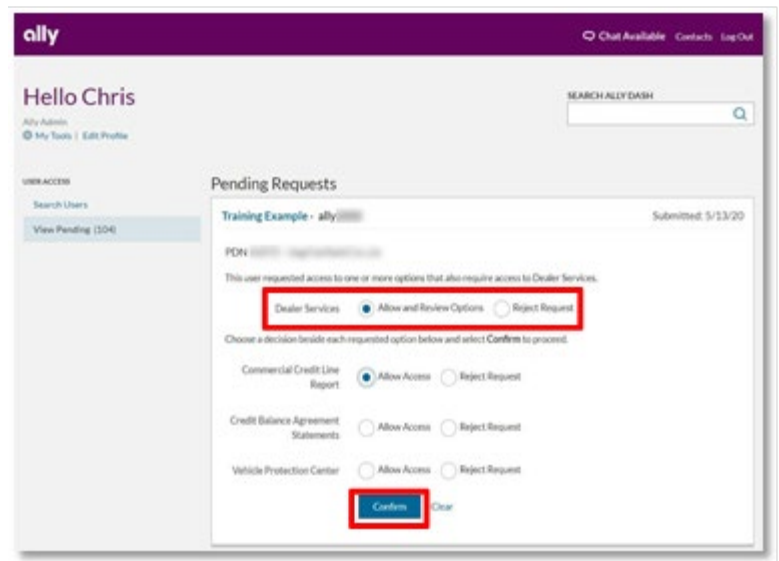 ally
Chat Available Contacts Log Out
Hello Chris
SEARCH ALLY DASH
Ally Admin
My Tools | Edit Profile
USER ACCESS
Search Users
View Pending (104)
Pending Requests
Training Example - ally
Submitted: 5/13/20
PDN
This user requested access to one or more options that also require access to Dealer Services.
Dealer Services Allow and Review Options Reject Request
Choose a decision beside each requested option below and select Confirm to proceed.
Commercial Credit Line
Report
Allow Access Reject Request
Credit Balance Agreement
Statements
Allow Access Reject Request
Vehicle Protection Center Allow Access Reject Request
Confirm Clear